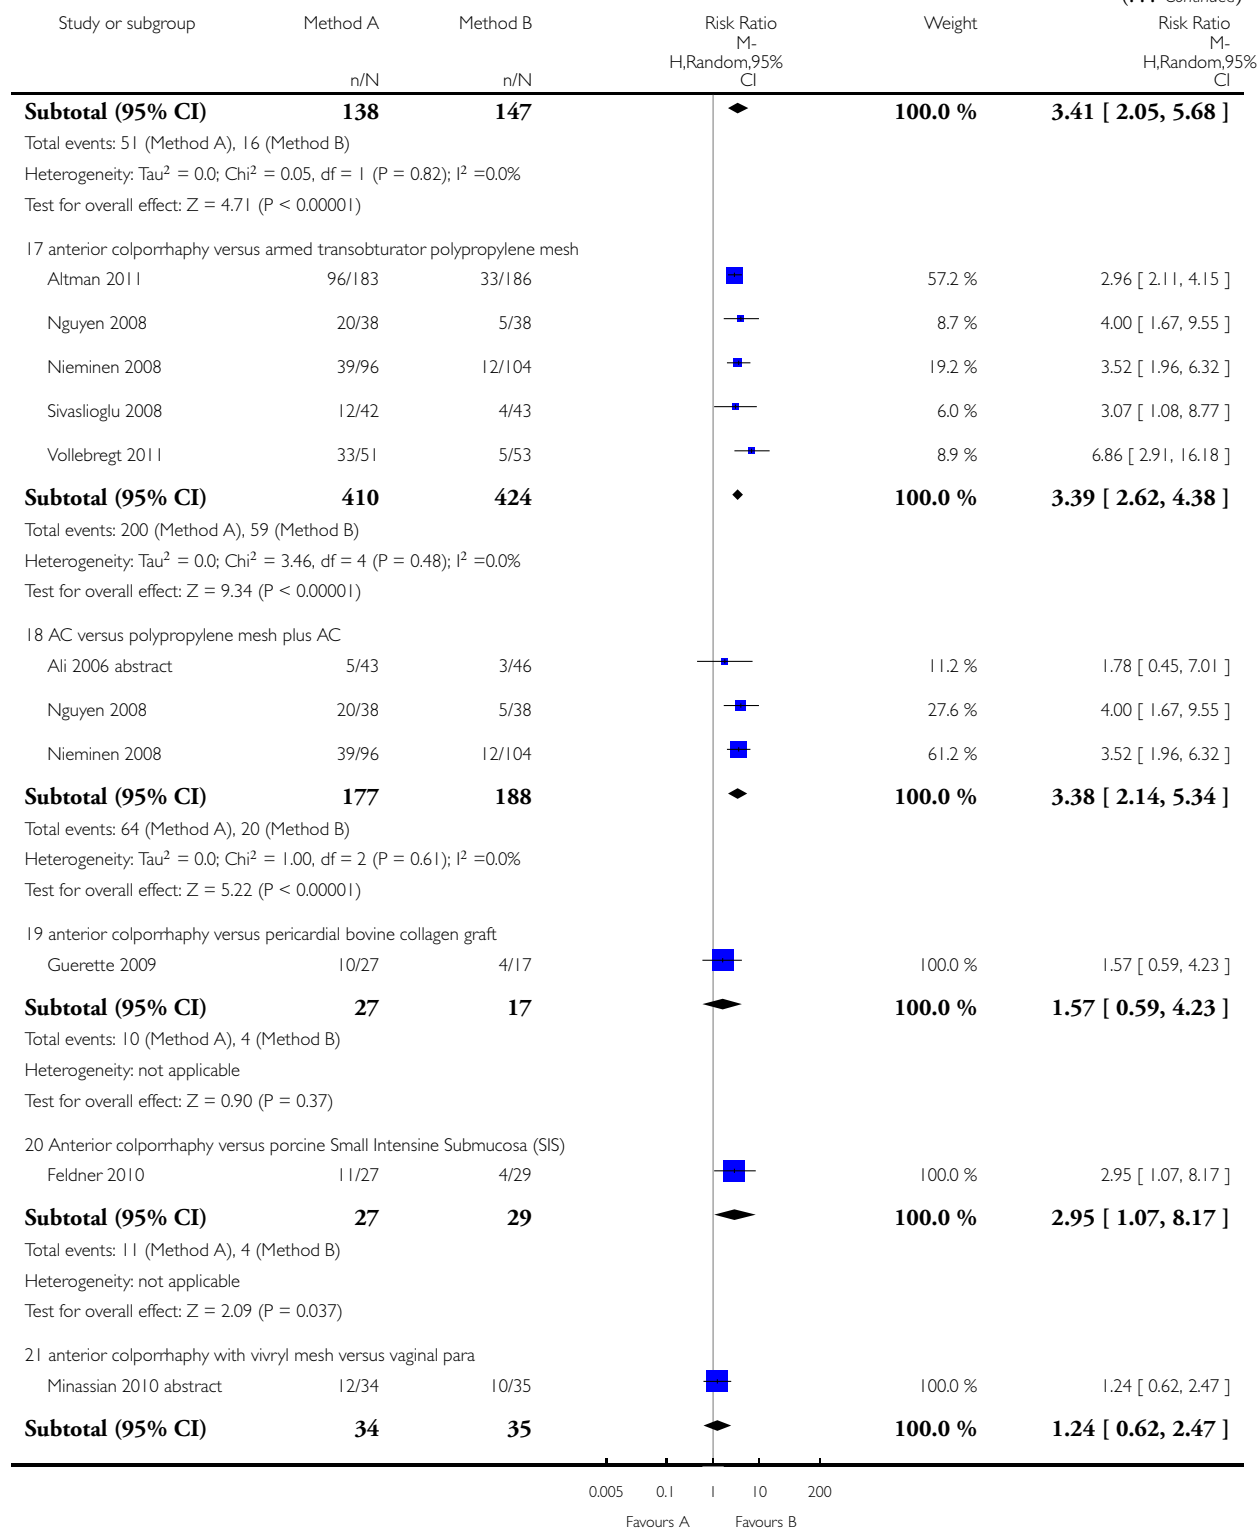 Continued)
Study or subgroup Method A Method B Risk Ratio Weight Risk Ratio
M- M-
H,Random,95% H,Random,95%
n/N n/N CI CI
Subtotal (95% CI) 138 147 100.0 % 3.41 [ 2.05, 5.68 ]
Total events: 51 (Method A), 16 (Method B)
Heterogeneity: Tau² = 0.0; Chi² = 0.05, df = 1 (P = 0.82); I² =0.0%
Test for overall effect: Z = 4.71 (P < 0.00001)
17 anterior colporrhaphy versus armed transobturator polypropylene mesh
Altman 2011 96/183 33/186 57.2 % 2.96 [ 2.11, 4.15 ]
Nguyen 2008 20/38 5/38 8.7 % 4.00 [ 1.67, 9.55 ]
Nieminen 2008 39/96 12/104 19.2 % 3.52 [ 1.96, 6.32 ]
Sivaslioglu 2008 12/42 4/43 6.0 % 3.07 [ 1.08, 8.77 ]
Vollebregt 2011 33/51 5/53 8.9 % 6.86 [ 2.91, 16.18 ]
Subtotal (95% CI) 410 424 100.0 % 3.39 [ 2.62, 4.38 ]
Total events: 200 (Method A), 59 (Method B)
Heterogeneity: Tau² = 0.0; Chi² = 3.46, df = 4 (P = 0.48); I² =0.0%
Test for overall effect: Z = 9.34 (P < 0.00001)
18 AC versus polypropylene mesh plus AC
Ali 2006 abstract 5/43 3/46 11.2 % 1.78 [ 0.45, 7.01 ]
Nguyen 2008 20/38 5/38 27.6 % 4.00 [ 1.67, 9.55 ]
Nieminen 2008 39/96 12/104 61.2 % 3.52 [ 1.96, 6.32 ]
Subtotal (95% CI) 177 188 100.0 % 3.38 [ 2.14, 5.34 ]
Total events: 64 (Method A), 20 (Method B)
Heterogeneity: Tau² = 0.0; Chi² = 1.00, df = 2 (P = 0.61); I² =0.0%
Test for overall effect: Z = 5.22 (P < 0.00001)
19 anterior colporrhaphy versus pericardial bovine collagen graft
Guerette 2009 10/27 4/17 100.0 % 1.57 [ 0.59, 4.23 ]
Subtotal (95% CI) 27 17 100.0 % 1.57 [ 0.59, 4.23 ]
Total events: 10 (Method A), 4 (Method B)
Heterogeneity: not applicable
Test for overall effect: Z = 0.90 (P = 0.37)
20 Anterior colporrhaphy versus porcine Small Intensine Submucosa (SIS)
Feldner 2010 11/27 4/29 100.0 % 2.95 [ 1.07, 8.17 ]
Subtotal (95% CI) 27 29 100.0 % 2.95 [ 1.07, 8.17 ]
Total events: 11 (Method A), 4 (Method B)
Heterogeneity: not applicable
Test for overall effect: Z = 2.09 (P = 0.037)
21 anterior colporrhaphy with vivryl mesh versus vaginal para
Minassian 2010 abstract 12/34 10/35 100.0 % 1.24 [ 0.62, 2.47 ]
Subtotal (95% CI) 34 35 100.0 % 1.24 [ 0.62, 2.47 ]
0.005 0.1 1 10 200
Favours A Favours B